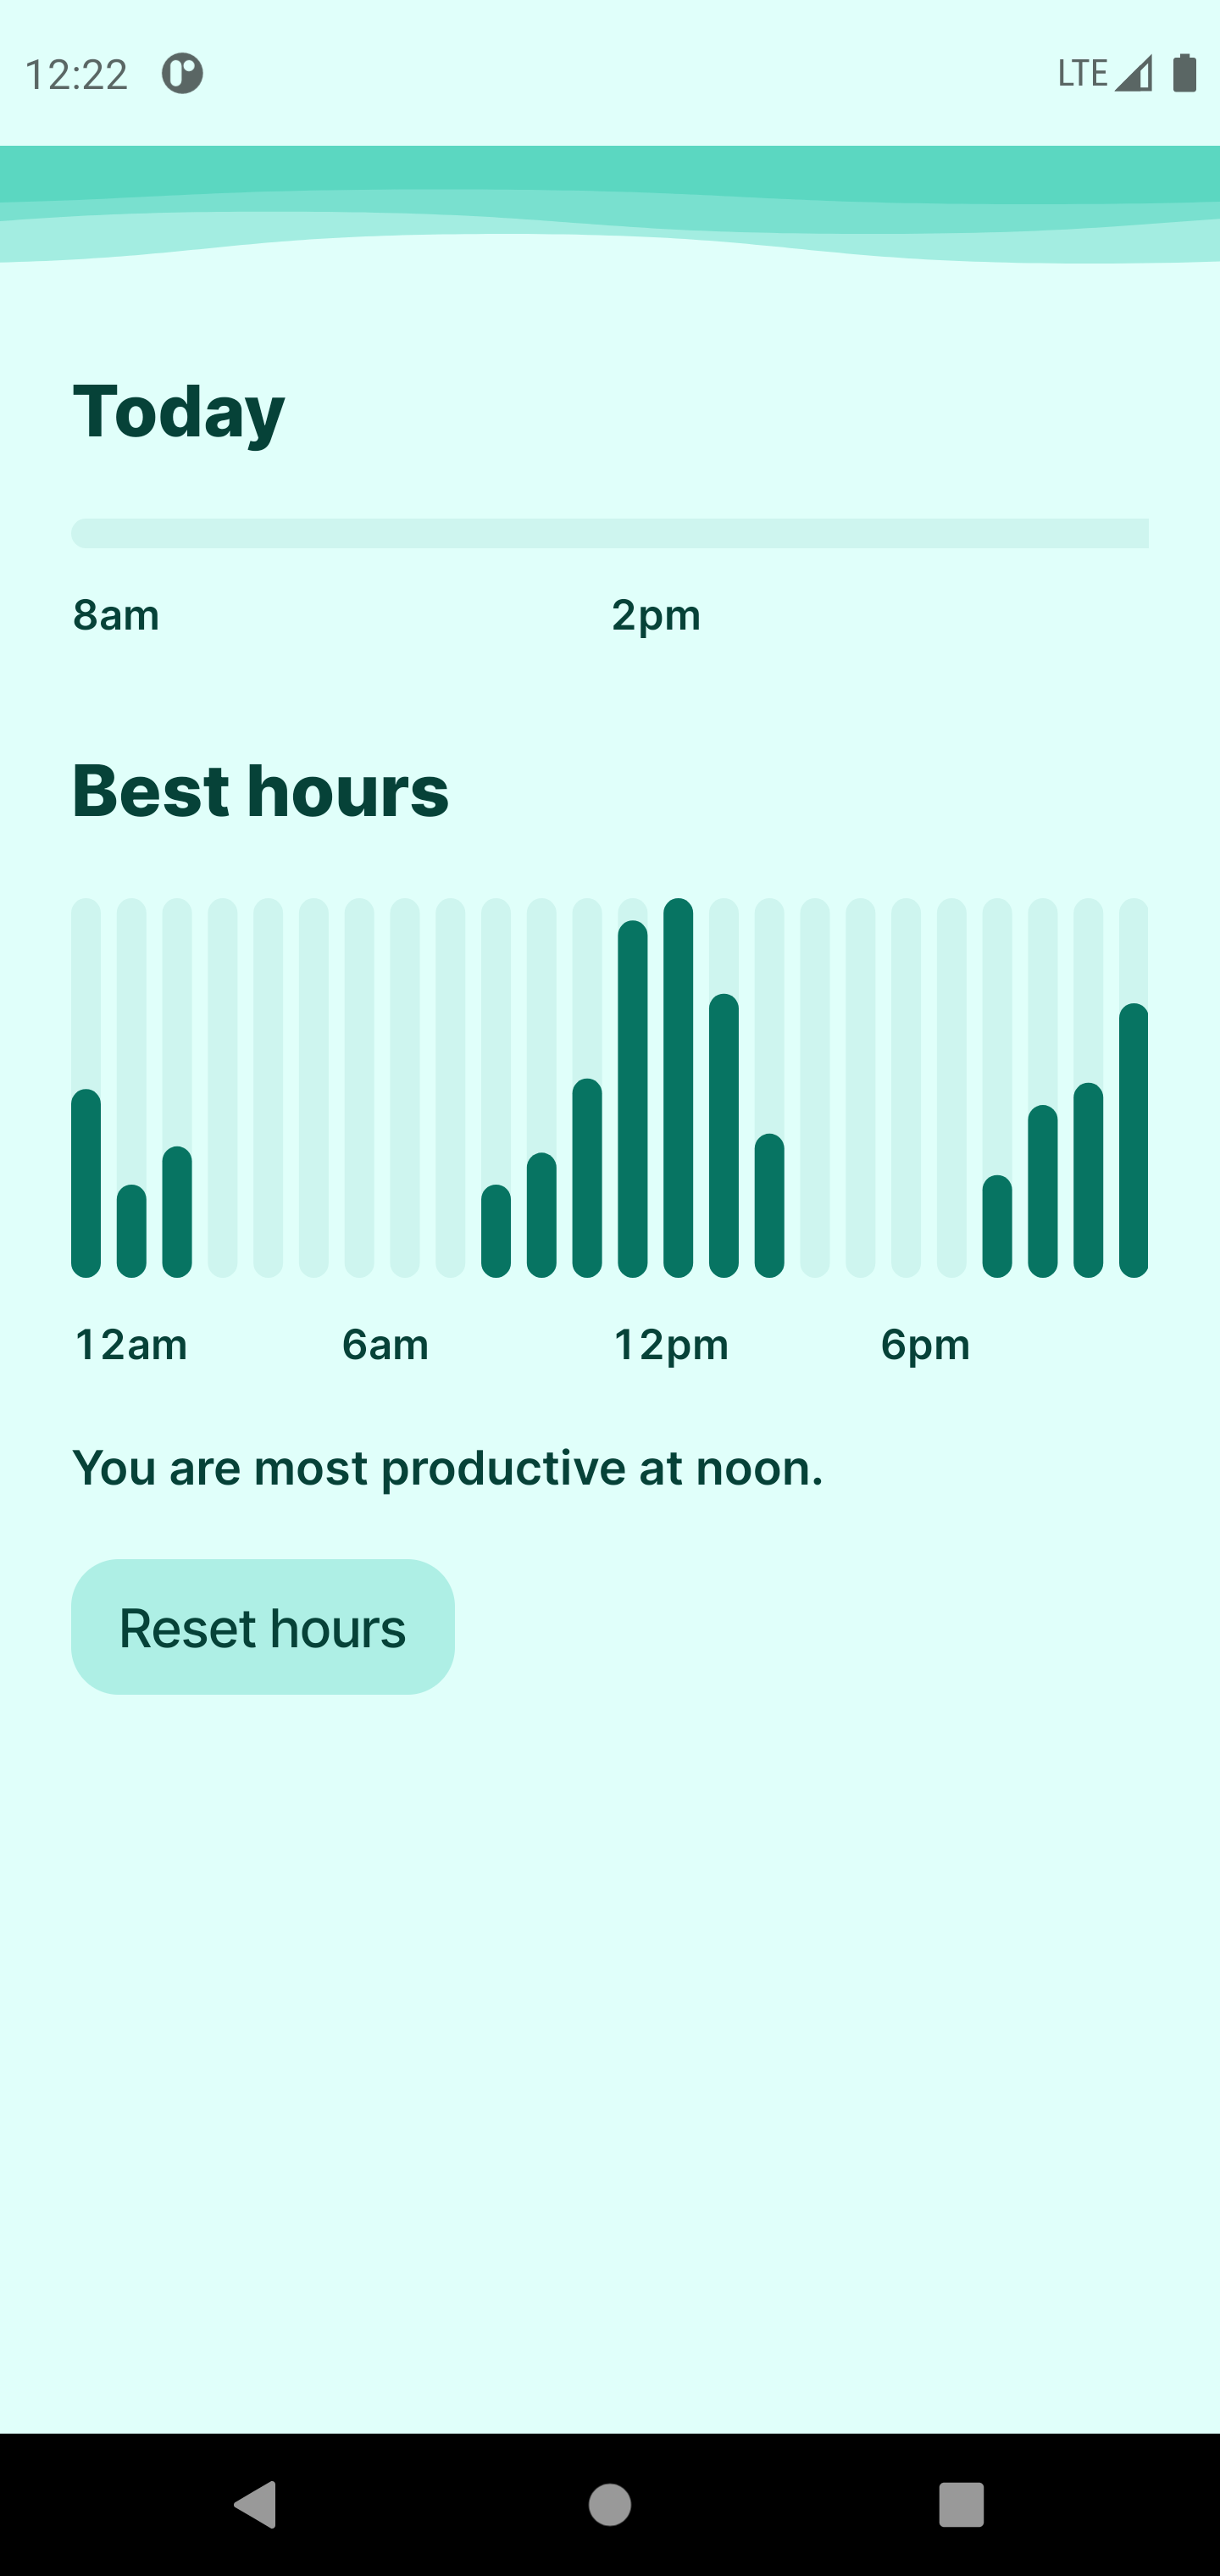 12:22 LTE
Today
8am 2pm
Best hours
12am 6am 12pm 6pm
You are most productive at noon.
Reset hours